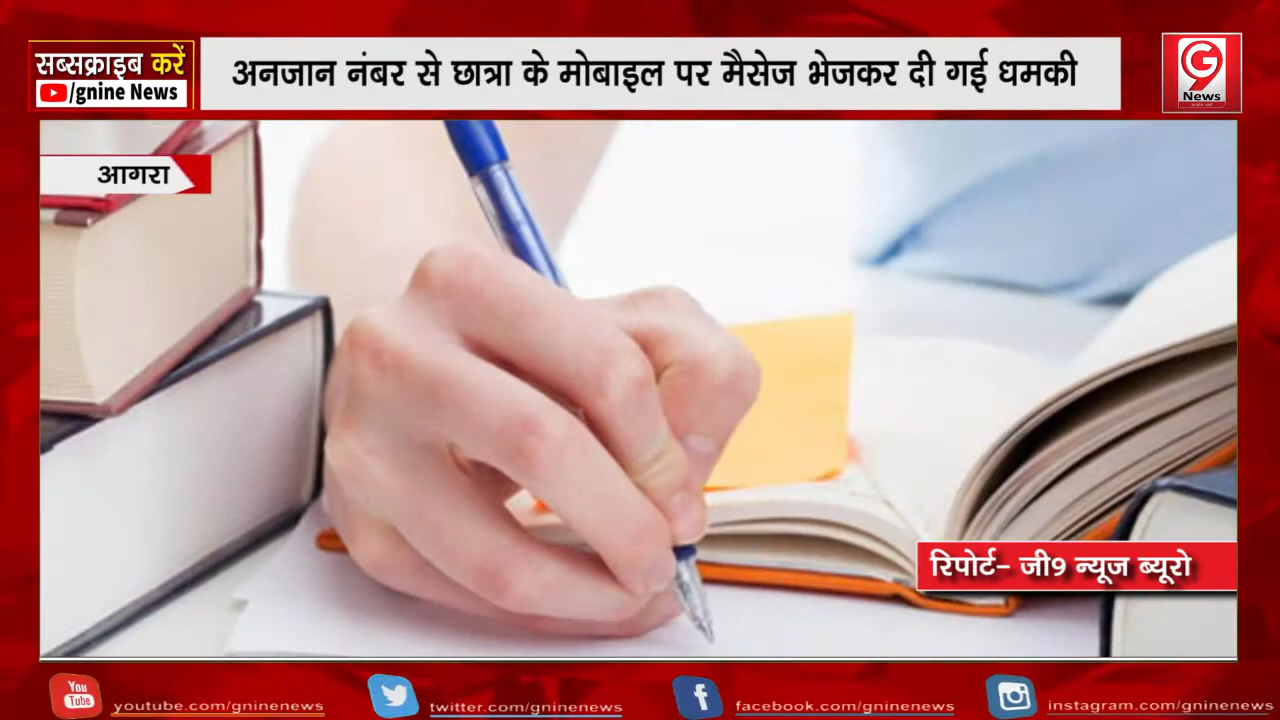 सब्सक्राइब करें
/gnine News
अनजान नंबर से छात्रा के मोबाइल पर मैसेज भेजकर दी गई धमकी
G9
News
आगरा
रिपोर्ट- जी9 न्यूज ब्यूरो
You
Tube
youtube.com/gninenews
twitter.com/gninenews
facebook.com/gninenews
instagram.com/gninenews